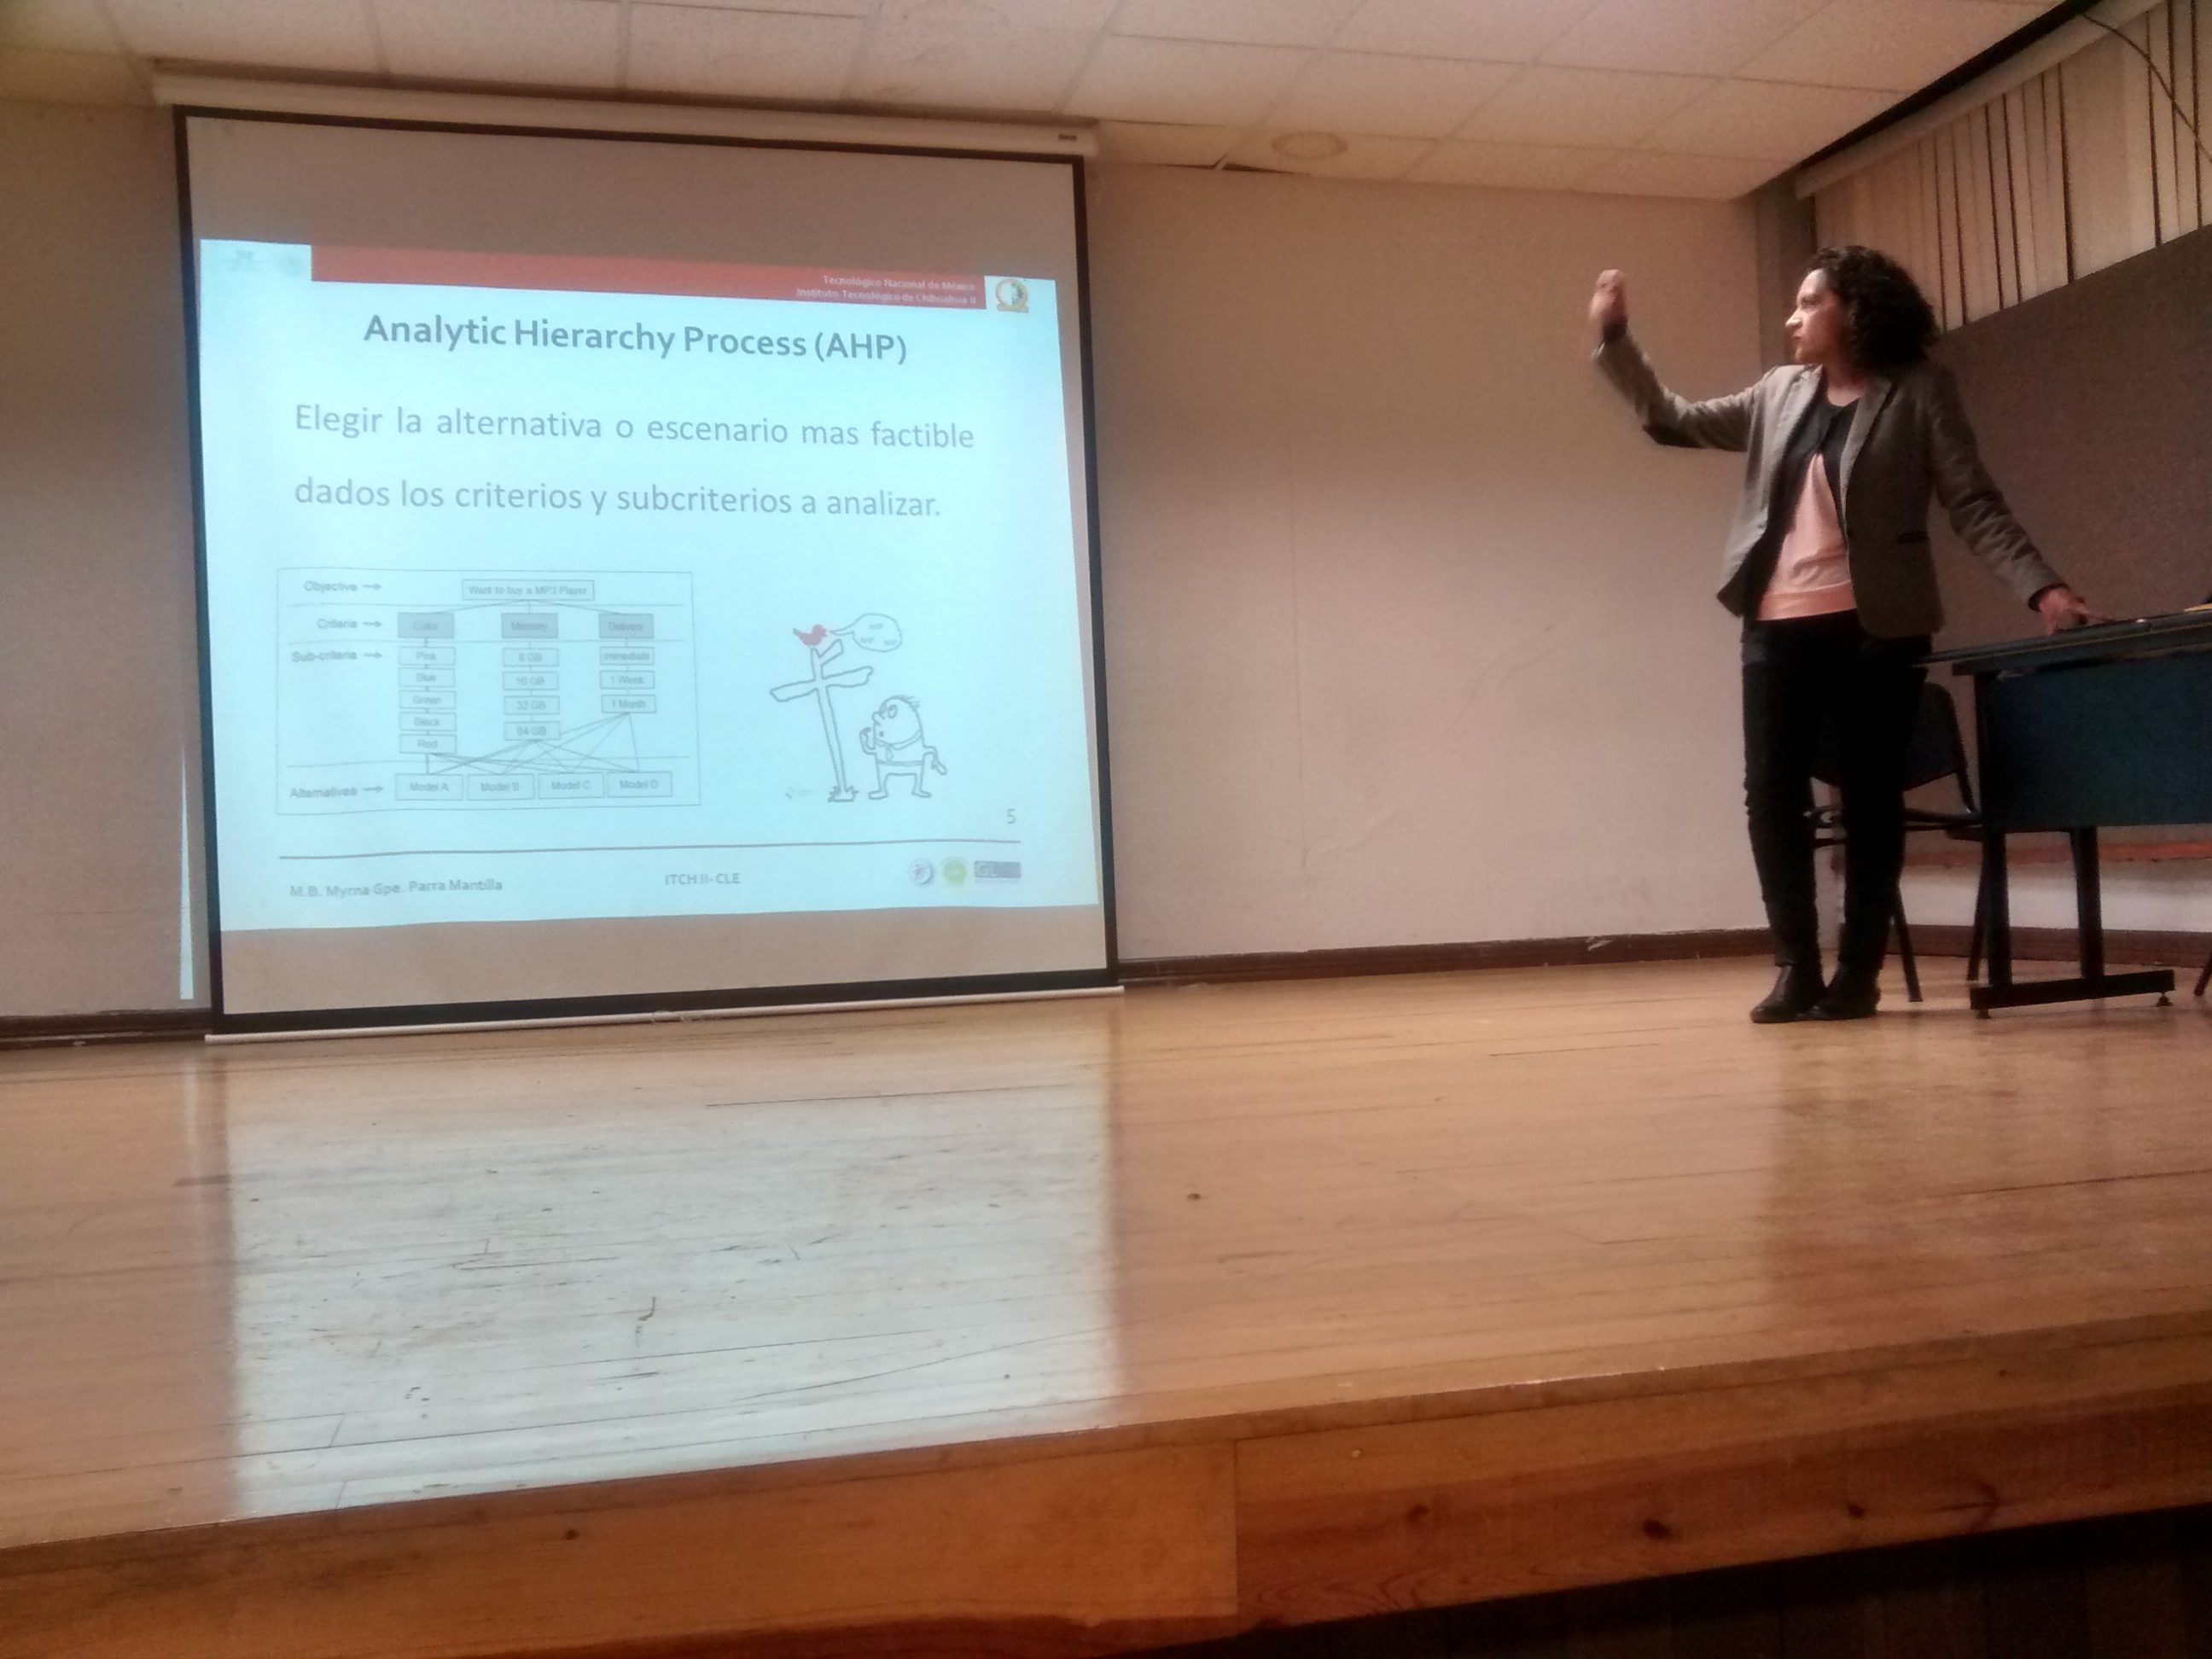 Tecnológico Nacional de México
Instituto Tecnológico de Chihuahua II
Analytic Hierarchy Process (AHP)
Elegir la alternativa o escenario mas factible
dados los criterios y subcriterios a analizar.
Objective
Want to buy a MP3 Player
Criteria
Color
Memory
Delivery
Sub-criteria
Pink
8 GB
Immediate
Blue
16 GB
1 Week
Green
32 GB
1 Month
Black
64 GB
Red
Alternatives
Model A
Model B
Model C
Model D
AHP
AHP
5
M.B. Myrna Gpe. Parra Mantilla
ITCH II- CLE